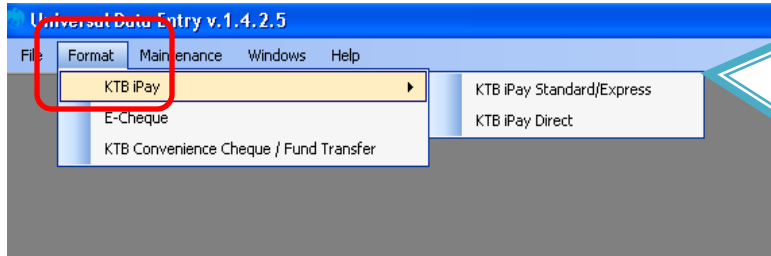 Universal Data Entry v.1.4.2.5
File Format Maintenance Windows Help
KTB iPay KTB iPay Standard/Express
E-Cheque KTB iPay Direct
KTB Convenience Cheque / Fund Transfer